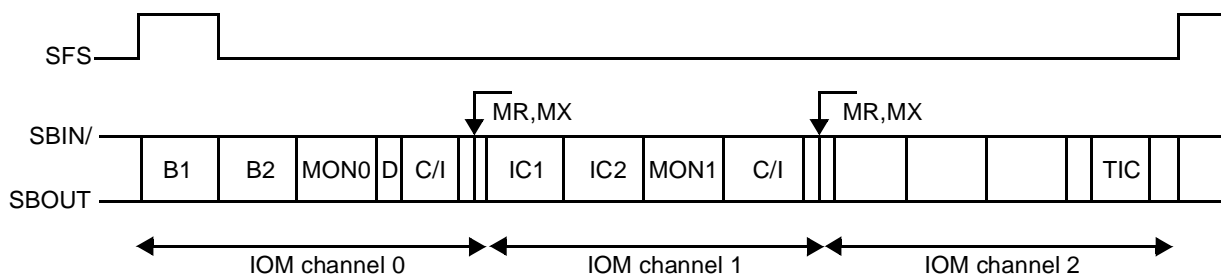 SFS
MR,MX
MR,MX
SBIN/
B1 B2 MON0 D C/I IC1 IC2 MON1 C/I TIC
SBOUT
IOM channel 0 IOM channel 1 IOM channel 2